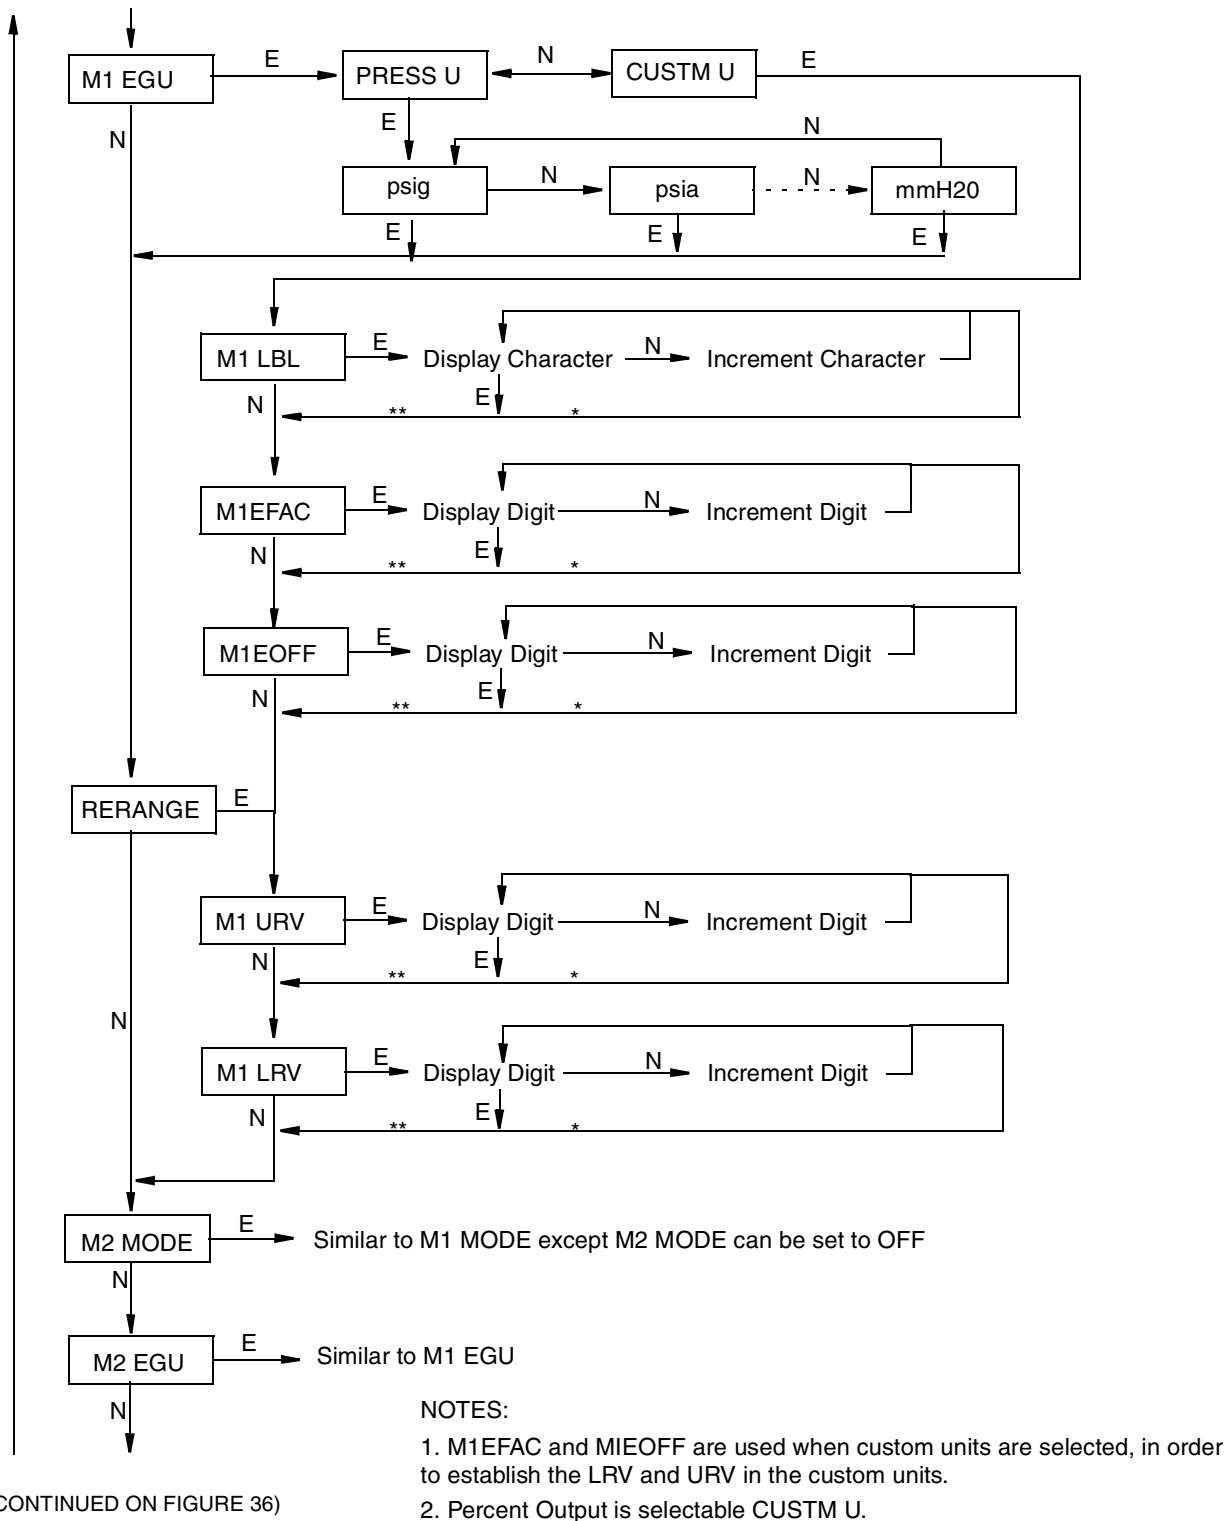 E N E
M1 EGU PRESS U CUSTM U
N E N
psig N psia N mmH20
E E E
M1 LBL E Display Character N Increment Character
N E ** *
M1EFAC E Display Digit N Increment Digit
N E ** *
M1EOFF E Display Digit N Increment Digit
N E ** *
RERANGE E
M1 URV E Display Digit N Increment Digit
N E ** *
N
M1 LRV E Display Digit N Increment Digit
N E ** *
M2 MODE E Similar to M1 MODE except M2 MODE can be set to OFF
N
M2 EGU E Similar to M1 EGU
N
NOTES:
1. M1EFAC and MIEOFF are used when custom units are selected, in order
to establish the LRV and URV in the custom units.
CONTINUED ON FIGURE 36)
2. Percent Output is selectable CUSTM U.